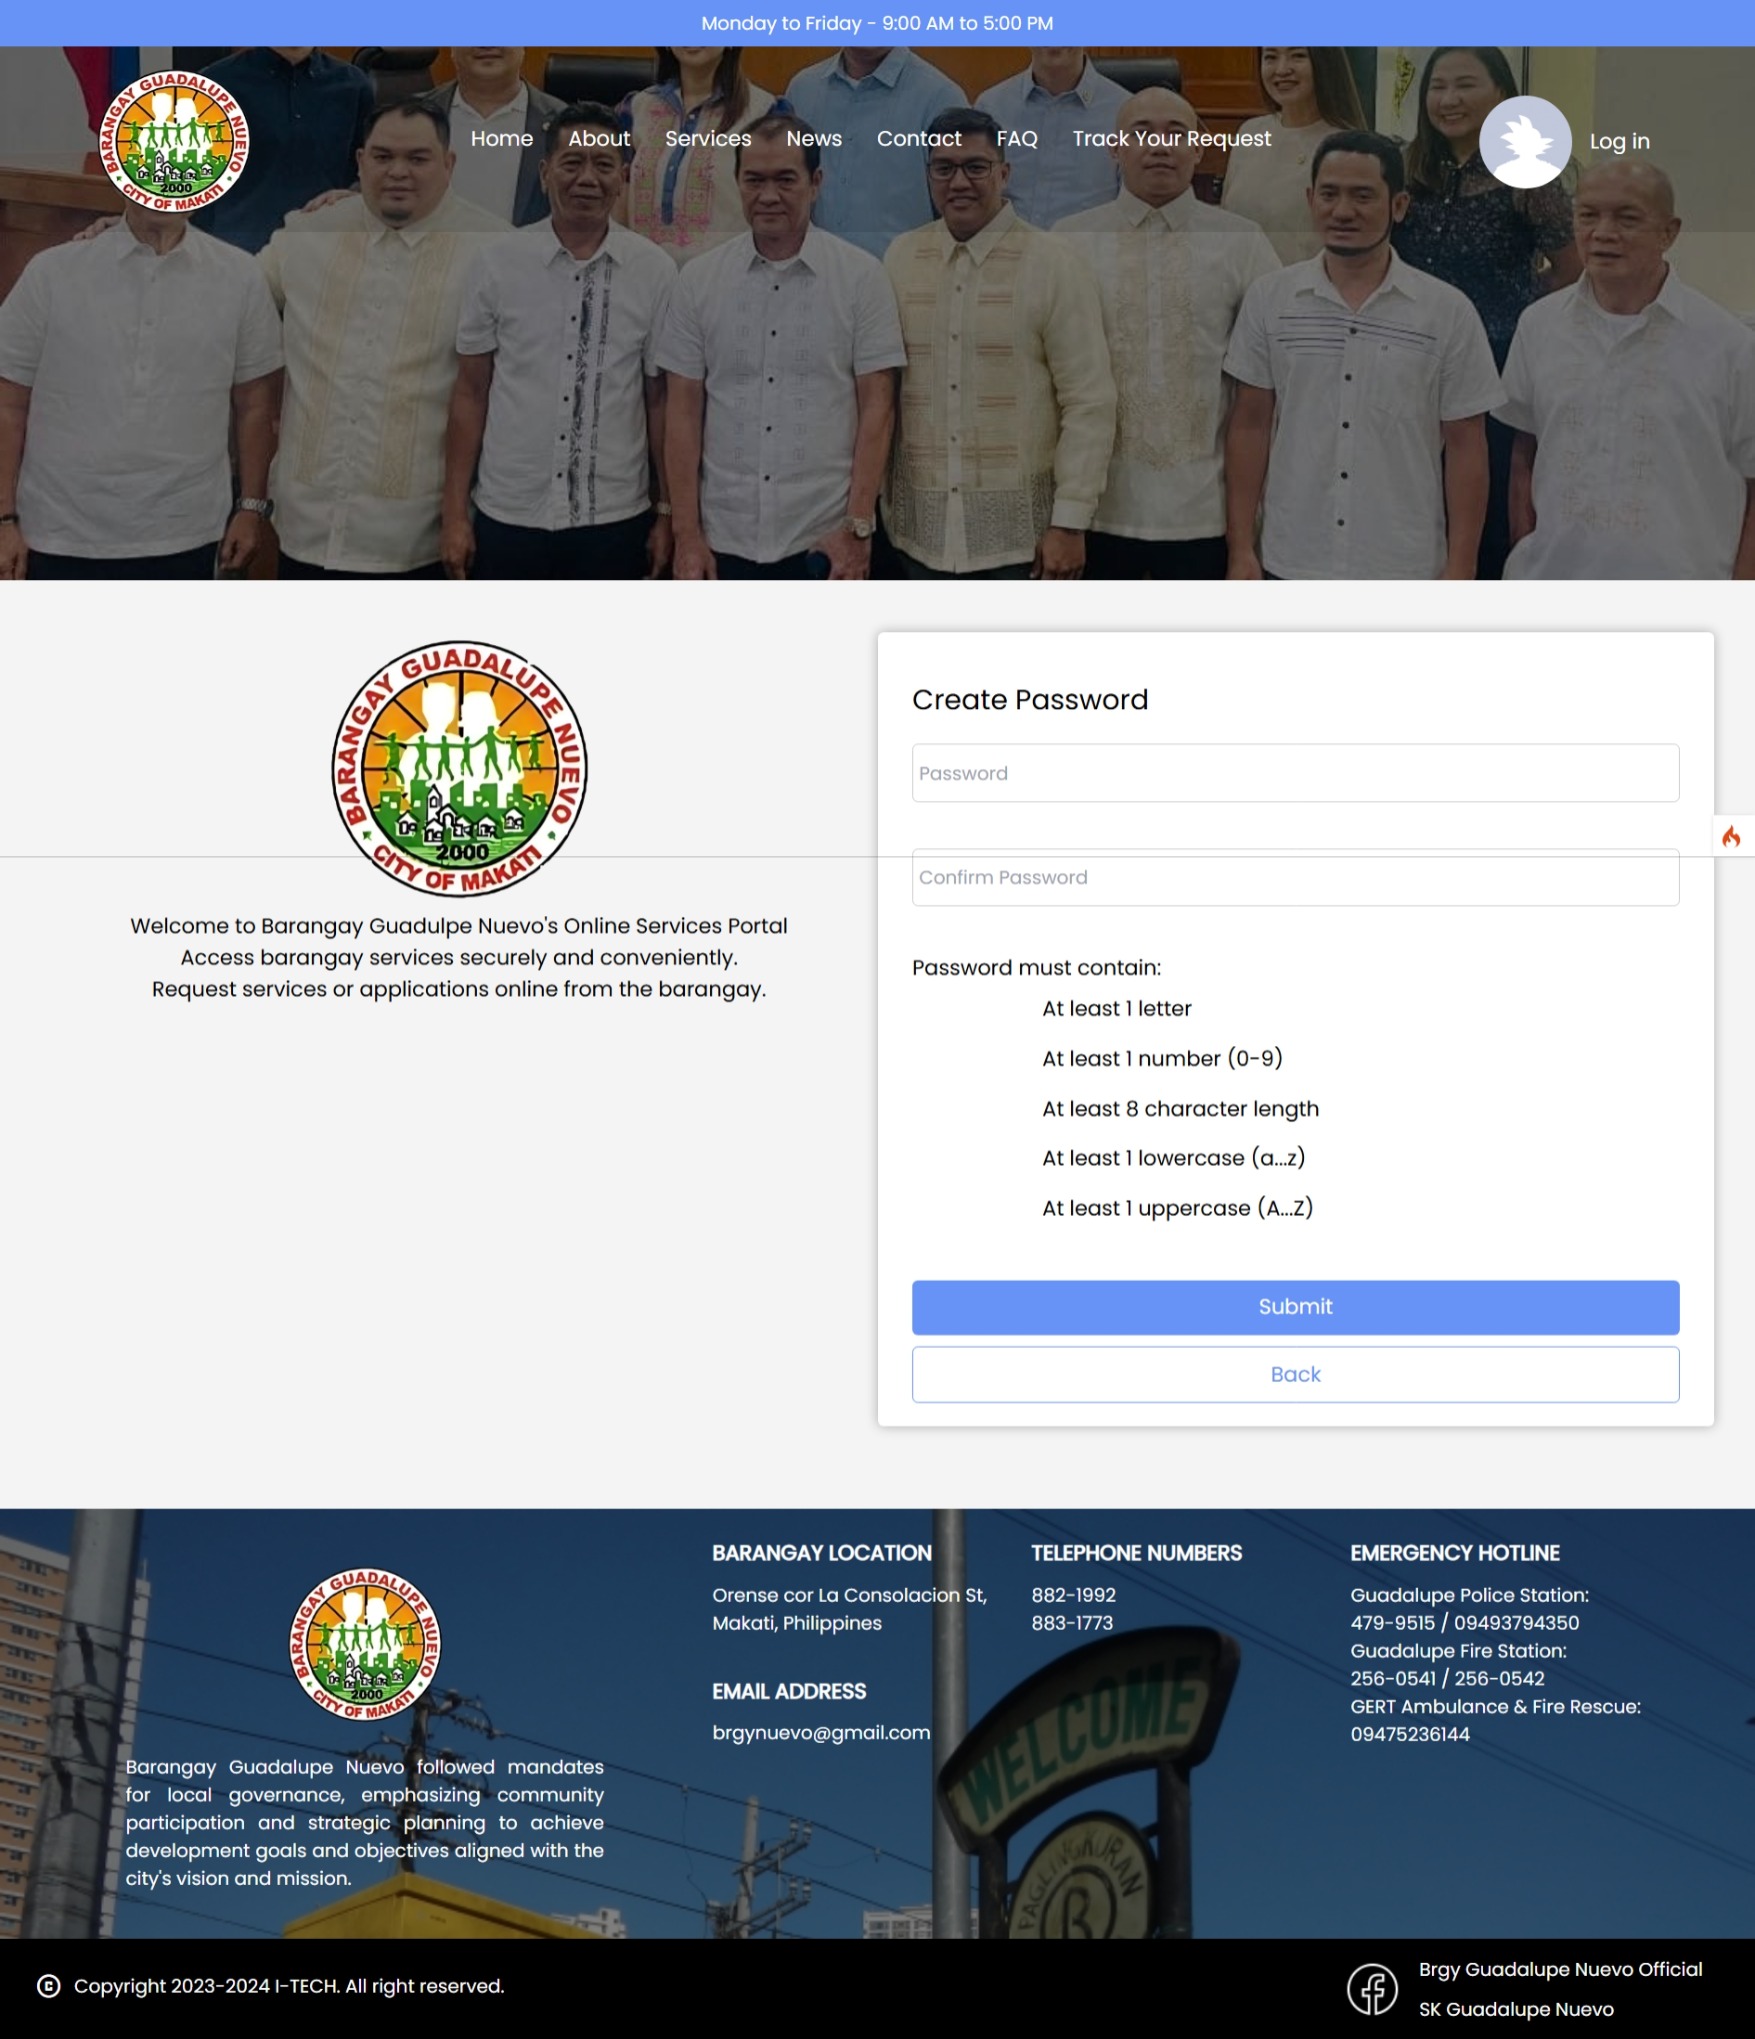 Monday to Friday - 9:00 AM to 5:00 PM
BARANGAY GUADALUPE NUEVO
2000
CITY OF MAKATI
Home About Services News Contact FAQ Track Your Request
Log in
BARANGAY GUADALUPE NUEVO
2000
CITY OF MAKATI
Welcome to Barangay Guadulpe Nuevo's Online Services Portal
Access barangay services securely and conveniently.
Request services or applications online from the barangay.
Create Password
Password
Confirm Password
Password must contain:
At least 1 letter
At least 1 number (0-9)
At least 8 character length
At least 1 lowercase (a...z)
At least 1 uppercase (A...Z)
Submit
Back
BARANGAY GUADALUPE NUEVO
2000
CITY OF MAKATI
Barangay Guadalupe Nuevo followed mandates
for local governance, emphasizing community
participation and strategic planning to achieve
development goals and objectives aligned with the
city's vision and mission.
BARANGAY LOCATION
Orense cor La Consolacion St,
Makati, Philippines
EMAIL ADDRESS
brgynuevo@gmail.com
TELEPHONE NUMBERS
882-1992
883-1773
EMERGENCY HOTLINE
Guadalupe Police Station:
479-9515 / 09493794350
Guadalupe Fire Station:
256-0541 / 256-0542
GERT Ambulance & Fire Rescue:
09475236144
WELCOME
PAGLINGKURAN
B
Copyright 2023-2024 I-TECH. All right reserved.
Brgy Guadalupe Nuevo Official
SK Guadalupe Nuevo